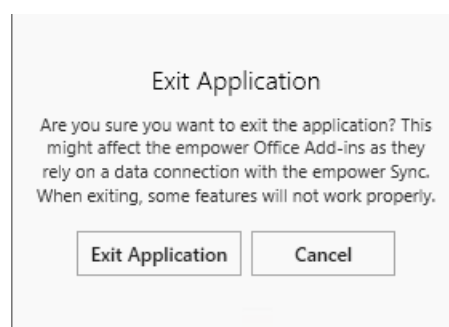 Exit Application
Are you sure you want to exit the application? This
might affect the empower Office Add-ins as they
rely on a data connection with the empower Sync.
When exiting, some features will not work properly.
Exit Application
Cancel